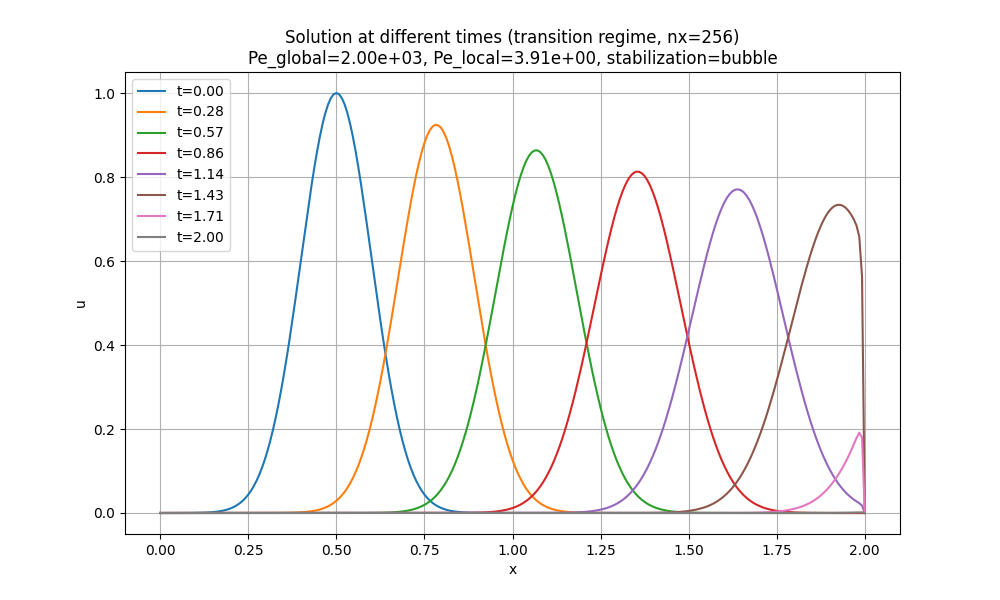 Solution at different times (transition regime, nx=256)
Pe_global=2.00e+03, Pe_local=3.91e+00, stabilization=bubble
t=0.00
t=0.28
t=0.57
t=0.86
t=1.14
t=1.43
t=1.71
t=2.00
1.0
0.8
0.6
0.4
0.2
0.0
u
0.00 0.25 0.50 0.75 1.00 1.25 1.50 1.75 2.00
x